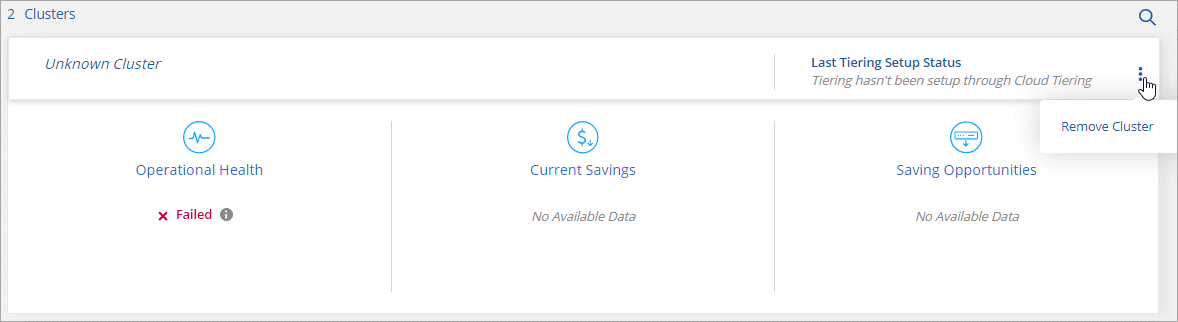 2 Clusters
Unknown Cluster
Last Tiering Setup Status
Tiering hasn't been setup through Cloud Tiering
Remove Cluster
Operational Health
Current Savings
Saving Opportunities
Failed
No Available Data
No Available Data